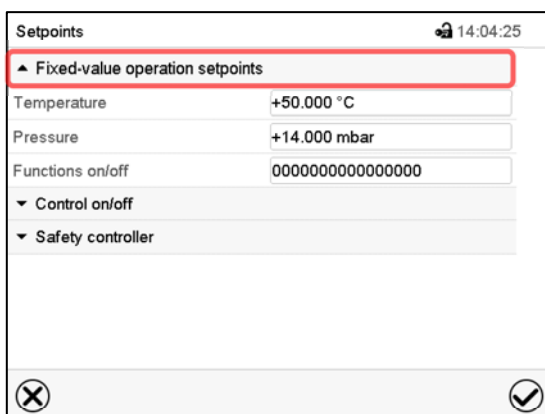 Setpoints 14:04:25
Fixed-value operation setpoints
Temperature +50.000 °C
Pressure +14.000 mbar
Functions on/off 0000000000000000
Control on/off
Safety controller